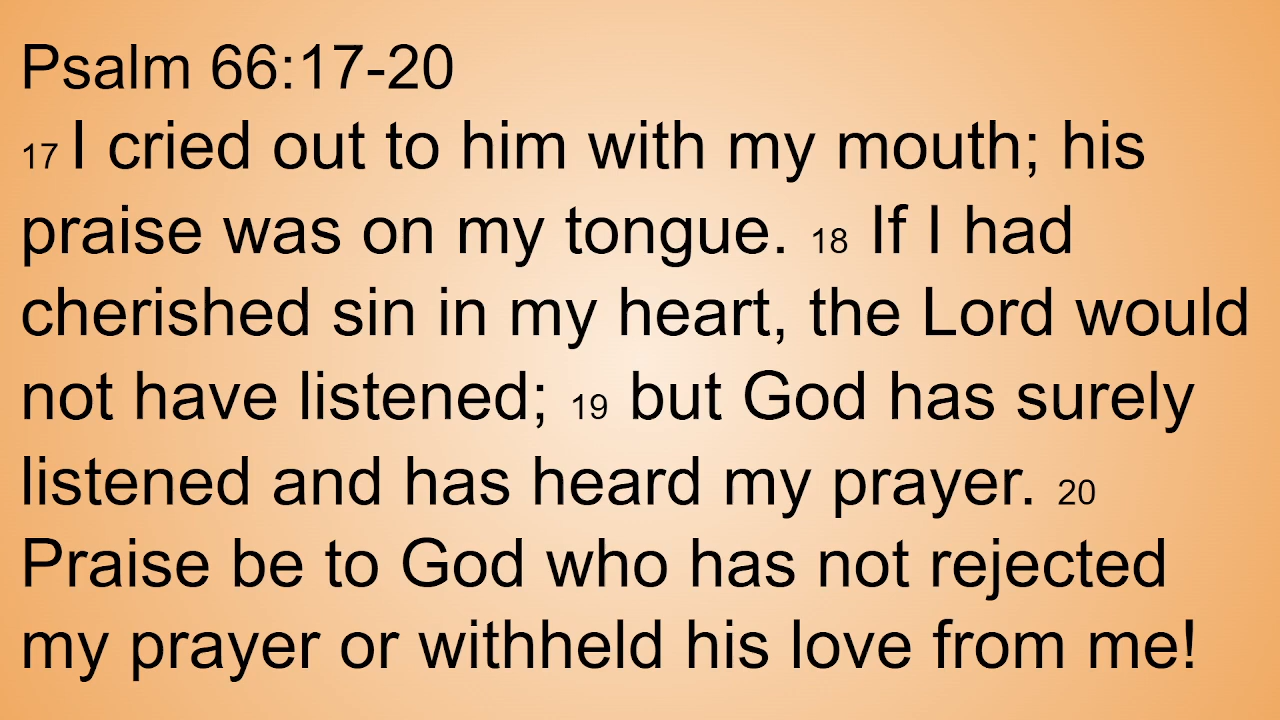 Psalm 66:17-20
17 I cried out to him with my mouth; his
praise was on my tongue. 18 If I had
cherished sin in my heart, the Lord would
not have listened; 19 but God has surely
listened and has heard my prayer. 20
Praise be to God who has not rejected
my prayer or withheld his love from me!